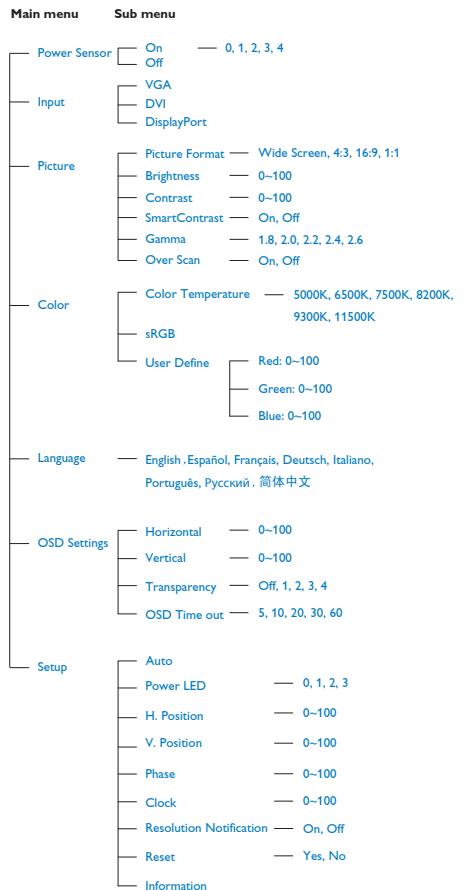 Main menu Sub menu
Power Sensor On 0, 1, 2, 3, 4
Off
Input VGA
DVI
DisplayPort
Picture Picture Format Wide Screen, 4:3, 16:9, 1:1
Brightness 0~100
Contrast 0~100
SmartContrast On, Off
Gamma 1.8, 2.0, 2.2, 2.4, 2.6
Over Scan On, Off
Color Color Temperature 5000K, 6500K, 7500K, 8200K,
9300K, 11500K
sRGB
User Define Red: 0~100
Green: 0~100
Blue: 0~100
Language English , Español, Français, Deutsch, Italiano,
Português, Русский , 简体中文
OSD Settings Horizontal 0~100
Vertical 0~100
Transparency Off, 1, 2, 3, 4
OSD Time out 5, 10, 20, 30, 60
Setup Auto
Power LED 0, 1, 2, 3
H. Position 0~100
V. Position 0~100
Phase 0~100
Clock 0~100
Resolution Notification On, Off
Reset Yes, No
Information